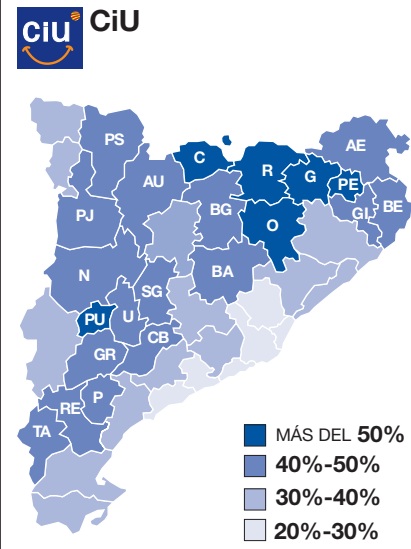 CiU CiU
PS
C
AE
R
G
PE
AU
BG
GI
BE
PJ
O
N
BA
SG
PU
U
CB
GR
P
RE
TA
MÁS DEL 50%
40%-50%
30%-40%
20%-30%